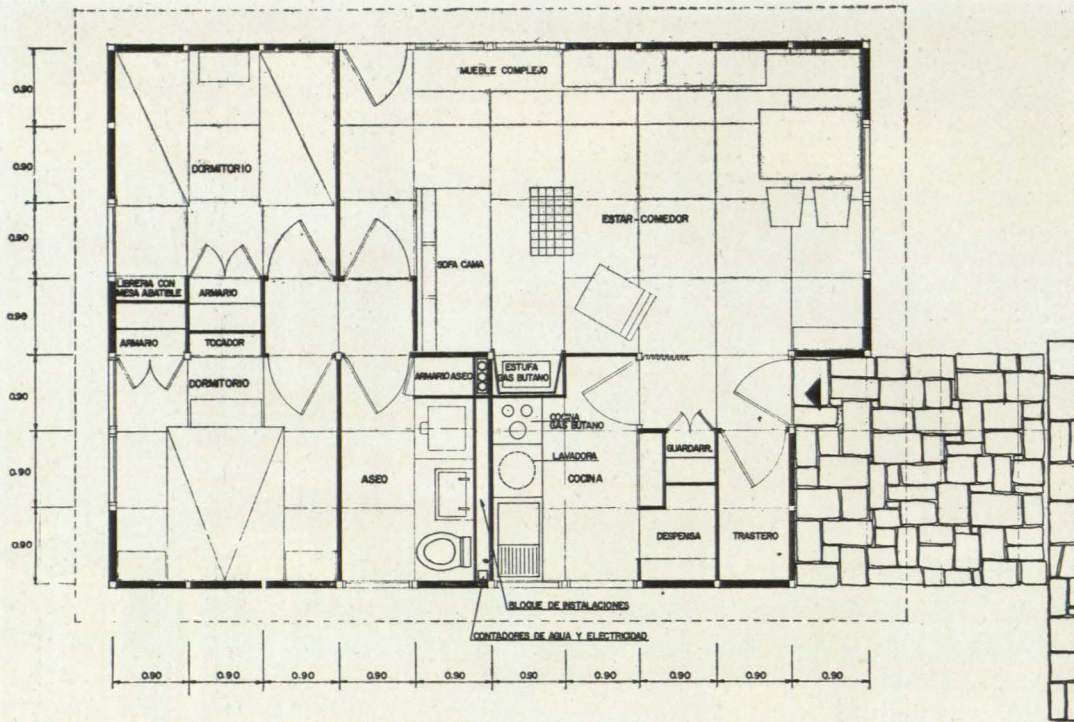 MUEBLE COMPLEJO
0.90
0.90
DORMITORIO
0.90
ESTAR-COMEDOR
SOFA CAMA
LIBRERIA CON
MESA ABATIBLE
ARMARIO
0.90
ARMARIO
TOCADOR
ARMARIO ASEO
ESTUFA
GAS BUTANO
DORMITORIO
0.90
COCINA
GAS BUTANO
GUARDARR.
LAVADORA
0.90
ASEO
COCINA
DESPENSA
TRASTERO
0.90
BLOQUE DE INSTALACIONES
CONTADORES DE AGUA Y ELECTRICIDAD
0.90 0.90 0.90 0.90 0.90 0.90 0.90 0.90 0.90 0.90